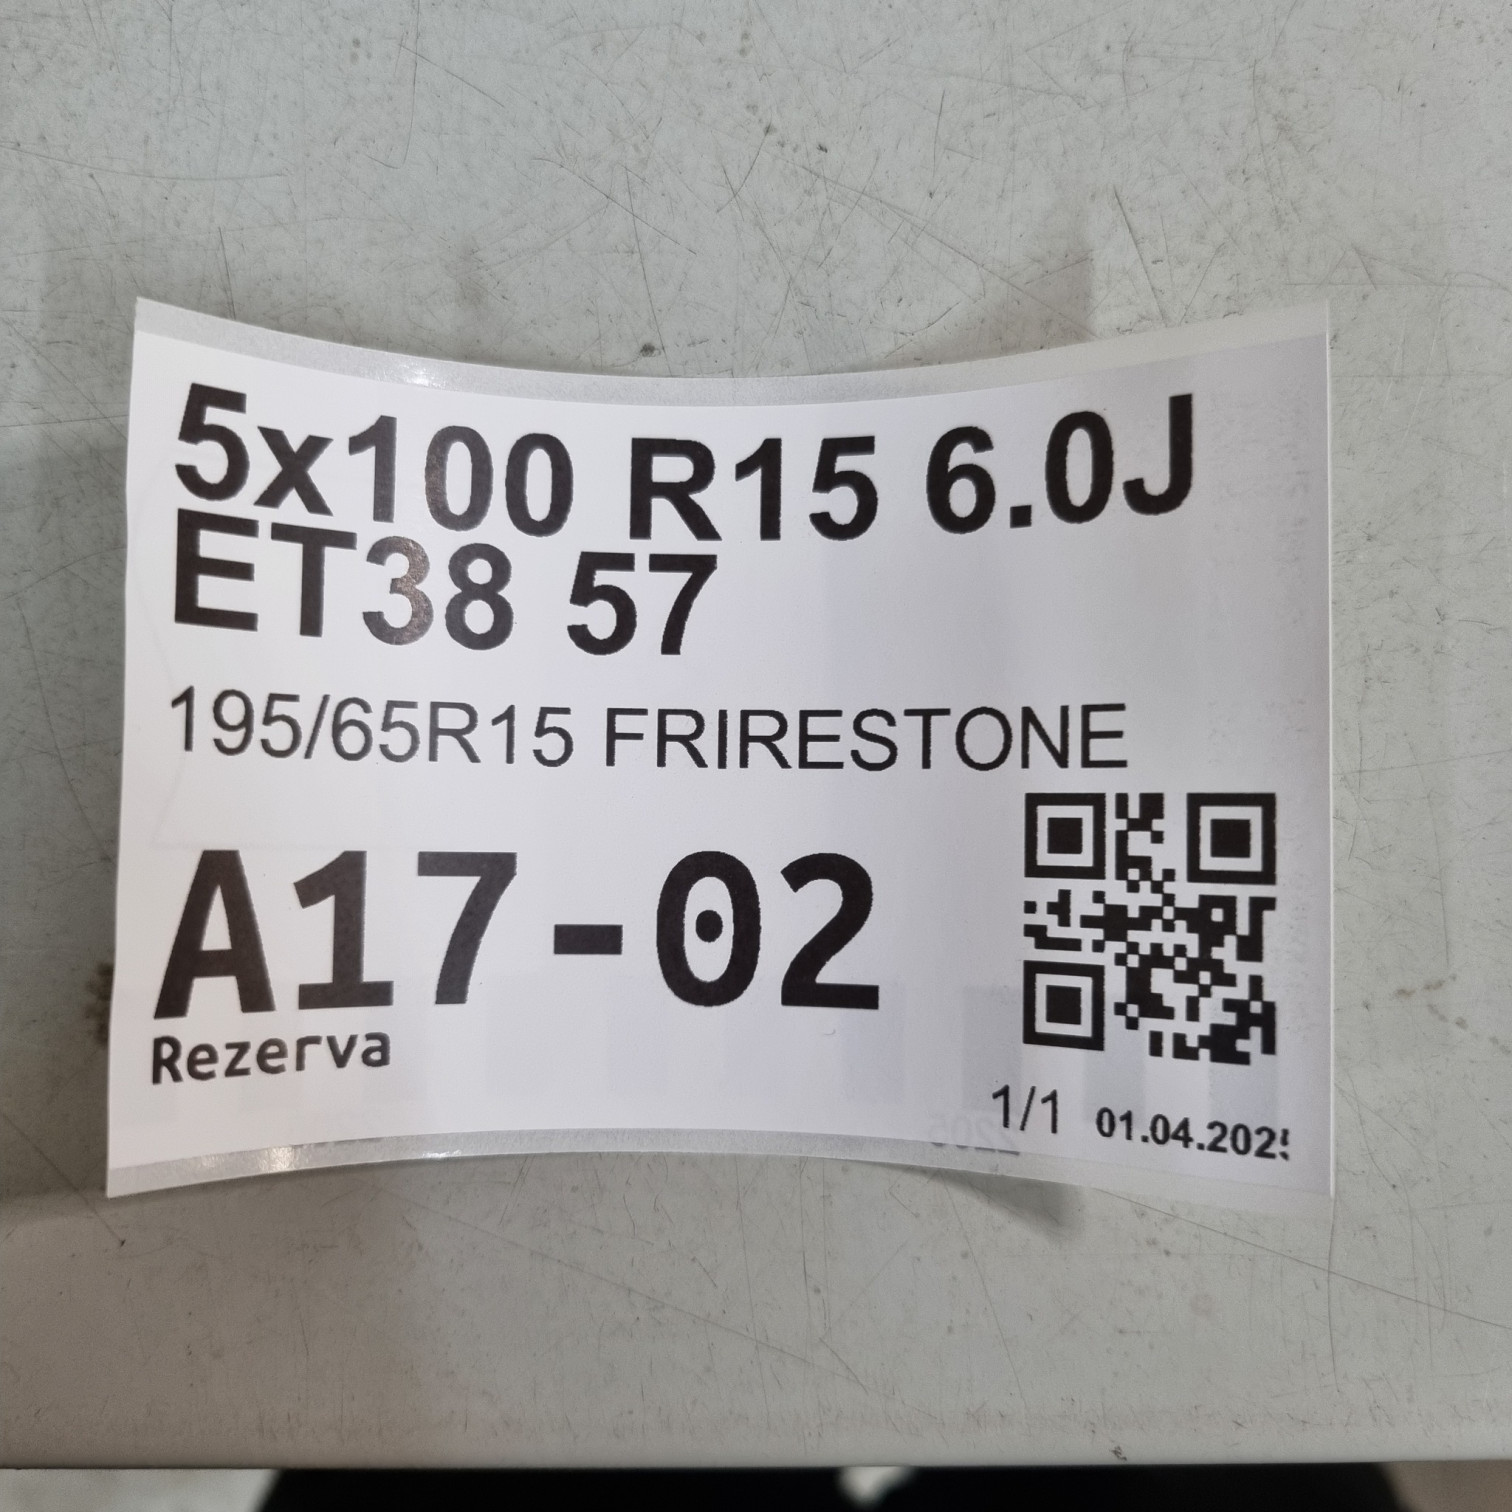 5x100 R15 6.0J
ET38 57
195/65R15 FRIRESTONE
A17-02
Rezerva
1/1 01.04.2025